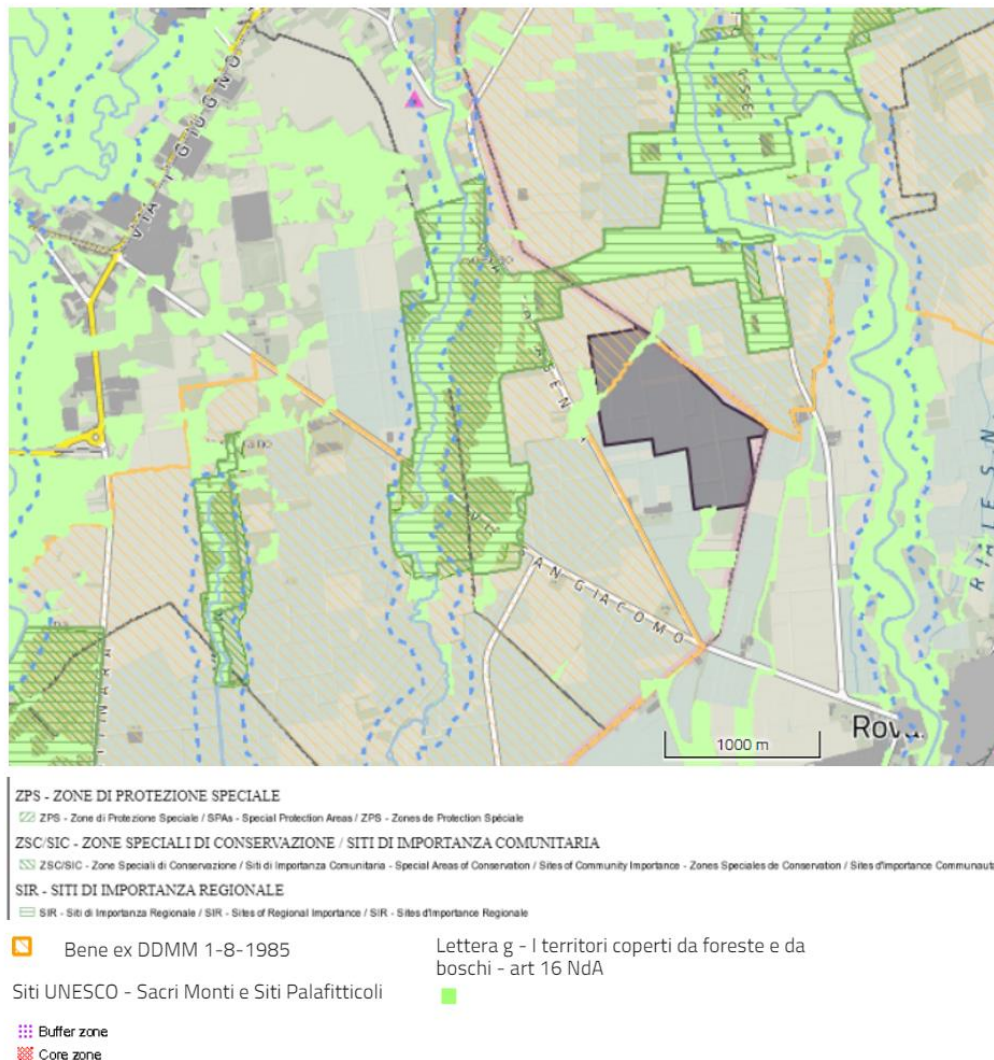 VIA I GIUGNO
SAN GIACOMO
1000 m
ZPS - ZONE DI PROTEZIONE SPECIALE
ZPS - Zone di Protezione Speciale / SPAs - Special Protection Areas / ZPS - Zones de Protection Spéciale
ZSC/SIC - ZONE SPECIALI DI CONSERVAZIONE / SITI DI IMPORTANZA COMUNITARIA
ZSC/SIC - Zone Speciali di Conservazione / Siti di Importanza Comunitaria - Special Areas of Conservation / Sites of Community Importance - Zones Speciales de Conservation / Sites d'Importance Communaut
SIR - SITI DI IMPORTANZA REGIONALE
SIR - Siti di Importanza Regionale / SIR - Sites of Regional Importance / SIR - Sites d'Importance Regionale
Bene ex DDMM 1-8-1985
Lettera g - I territori coperti da foreste e da
boschi - art 16 NdA
Siti UNESCO - Sacri Monti e Siti Palafitticoli
Buffer zone
Core zone